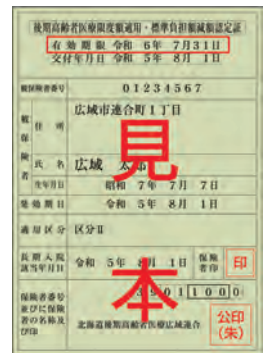 後期高齢者医療限度額適用・標準負担額減額認定証
有効期限 令和 6年 7月31日
交付年月日 令和 5年 8月 1日
被保険者番号 01234567
被保険者
住所 広域市連合町1丁目
氏名 広域 太郎
生年月日 昭和 7年 7月 7日
発効期日 令和 5年 8月 1日
適用区分 区分Ⅱ
長期入院該当年月日 令和 5年 8月 1日 保険者印 印
保険者番号並びに保険者の名称及び印
北海道後期高齢者医療広域連合
公印
(朱)
見本